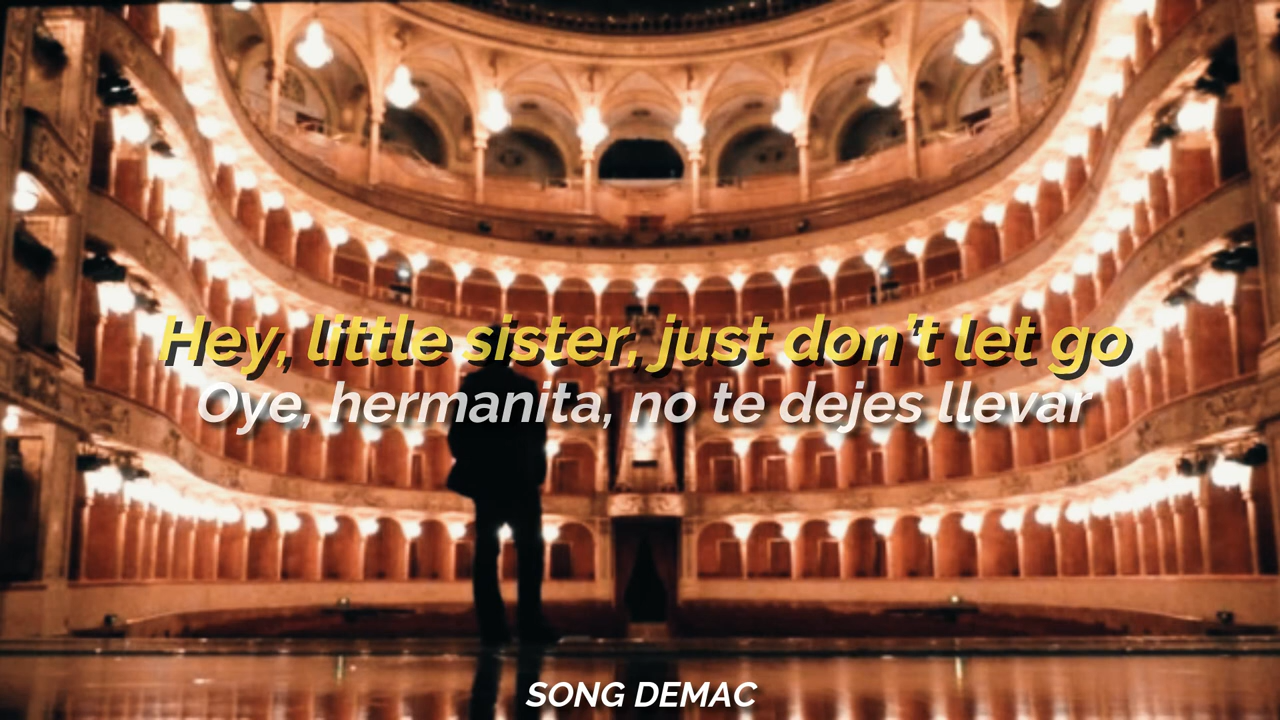 Hey, little sister, just don't let go
Oye, hermanita, no te dejes llevar
SONG DEMAC